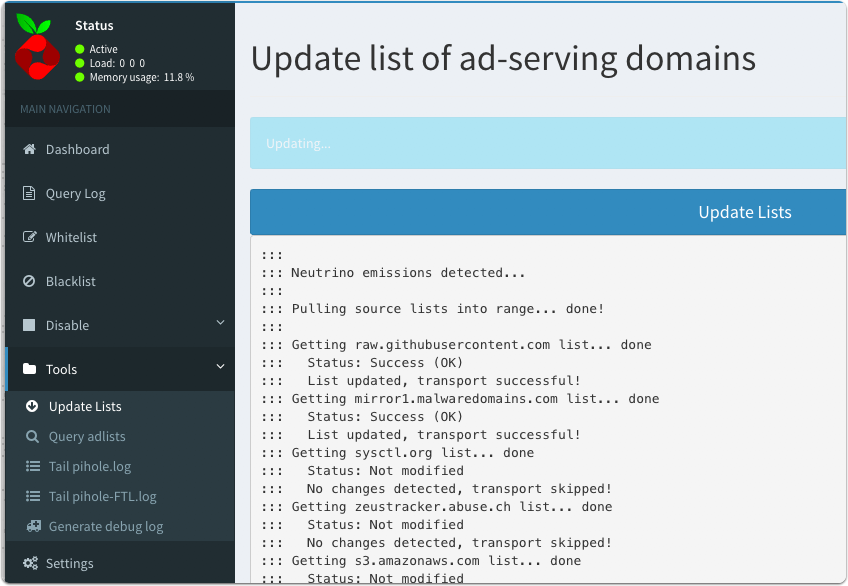 Status
Active
Load: 0 0 0
Memory usage: 11.8 %
MAIN NAVIGATION
Dashboard
Query Log
Whitelist
Blacklist
Disable
Tools
Update Lists
Query adlists
Tail pihole.log
Tail pihole-FTL.log
Generate debug log
Settings
Update list of ad-serving domains
Updating...
Update Lists
:::
::: Neutrino emissions detected...
:::
::: Pulling source lists into range... done!
:::
::: Getting raw.githubusercontent.com list... done
:::   Status: Success (OK)
:::   List updated, transport successful!
::: Getting mirror1.malwaredomains.com list... done
:::   Status: Success (OK)
:::   List updated, transport successful!
::: Getting sysctl.org list... done
:::   Status: Not modified
:::   No changes detected, transport skipped!
::: Getting zeustracker.abuse.ch list... done
:::   Status: Not modified
:::   No changes detected, transport skipped!
::: Getting s3.amazonaws.com list... done
:::   Status: Not modified